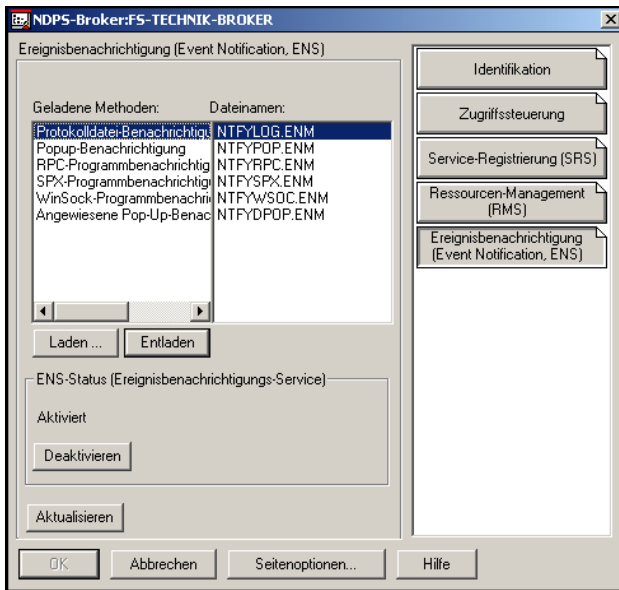 NDPS-Broker:FS-TECHNIK-BROKER
Ereignisbenachrichtigung (Event Notification, ENS)
Geladene Methoden: Dateinamen:
Protokolldatei-Benachrichtigu NTFYLOG.ENM
Popup-Benachrichtigung NTFYPOP.ENM
RPC-Programmbenachrichtig NTFYRPC.ENM
SPX-Programmbenachrichtig NTFYSPX.ENM
WinSock-Programmbenachri NTFYWSOC.ENM
Angewiesene Pop-Up-Benac NTFYDPOP.ENM
Laden ... Entladen
ENS-Status (Ereignisbenachrichtigungs-Service)
Aktiviert
Deaktivieren
Aktualisieren
Identifikation
Zugriffssteuerung
Service-Registrierung (SRS)
Ressourcen-Management
(RMS)
Ereignisbenachrichtigung
(Event Notification, ENS)
OK Abbrechen Seitenoptionen... Hilfe